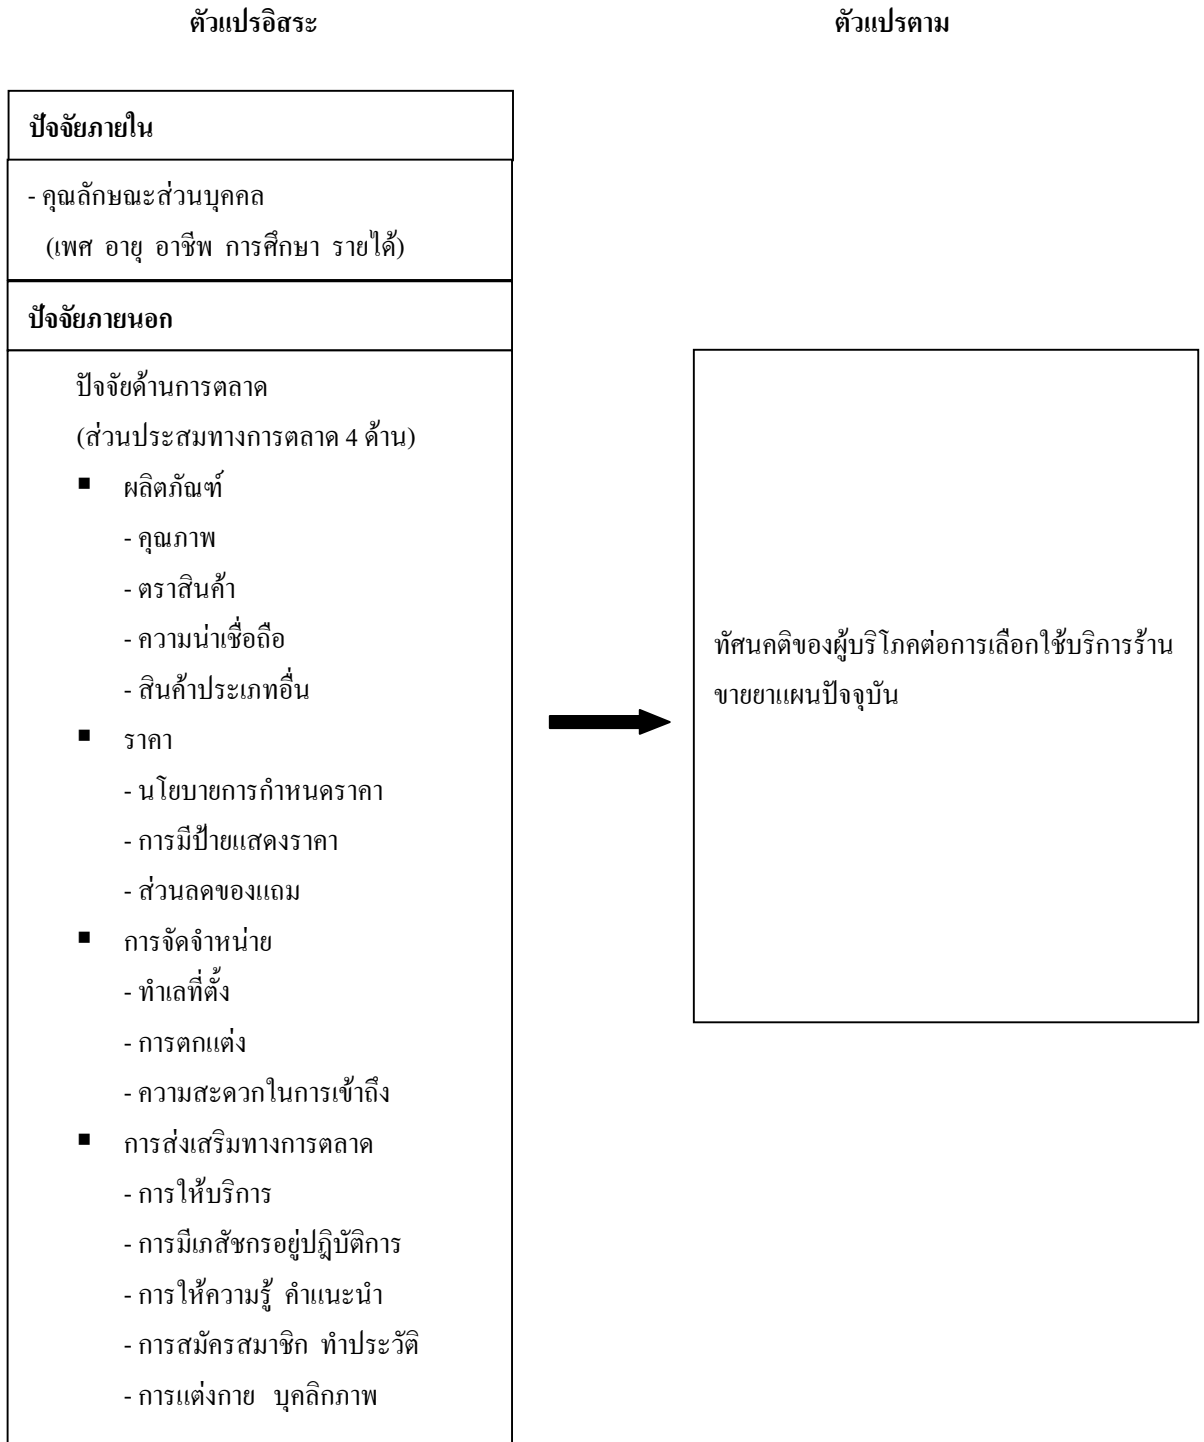 ตัวแปรอิสระ
ตัวแปรตาม
ปัจจัยภายใน
- คุณลักษณะส่วนบุคคล
(เพศ อายุ อาชีพ การศึกษา รายได้)
ปัจจัยภายนอก
ปัจจัยด้านการตลาด
(ส่วนประสมทางการตลาด 4 ด้าน)
▪ ผลิตภัณฑ์
- คุณภาพ
- ตราสินค้า
- ความน่าเชื่อถือ
- สินค้าประเภทอื่น
▪ ราคา
- นโยบายการกำหนดราคา
- การมีป้ายแสดงราคา
- ส่วนลดของแถม
▪ การจัดจำหน่าย
- ทำเลที่ตั้ง
- การตกแต่ง
- ความสะดวกในการเข้าถึง
▪ การส่งเสริมทางการตลาด
- การให้บริการ
- การมีเภสัชกรอยู่ปฎิบัติการ
- การให้ความรู้ คำแนะนำ
- การสมัครสมาชิก ทำประวัติ
- การแต่งกาย บุคลิกภาพ
ทัศนคติของผู้บริโภคต่อการเลือกใช้บริการร้าน
ขายยาแผนปัจจุบัน